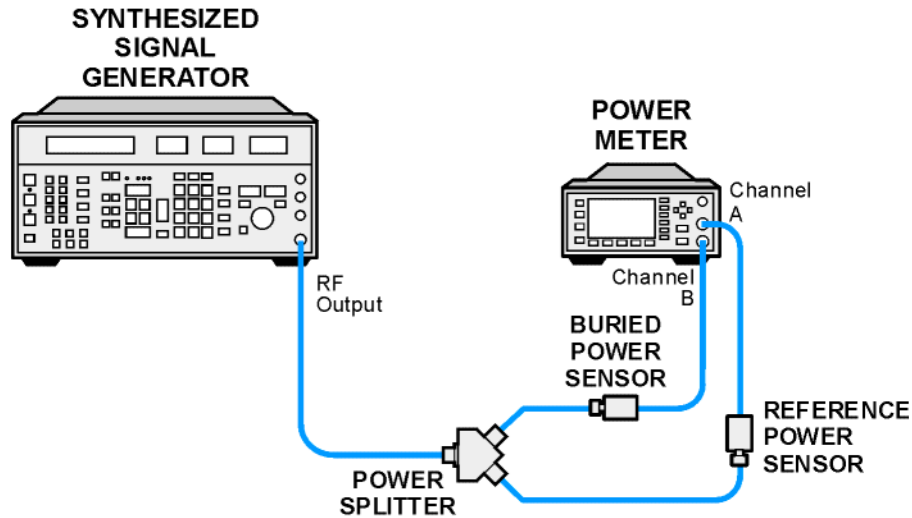 SYNTHESIZED
SIGNAL
GENERATOR
POWER
METER
Channel
A
RF
Output
Channel
B
BURIED
POWER
SENSOR
REFERENCE
POWER
SENSOR
POWER
SPLITTER